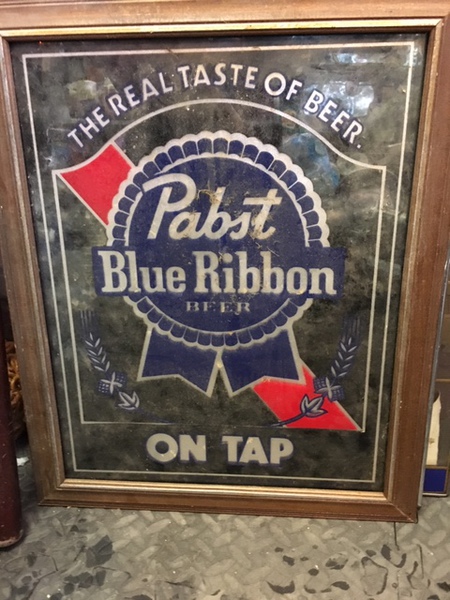 THE REAL TASTE OF BEER.
Pabst
Blue Ribbon
BEER
ON TAP